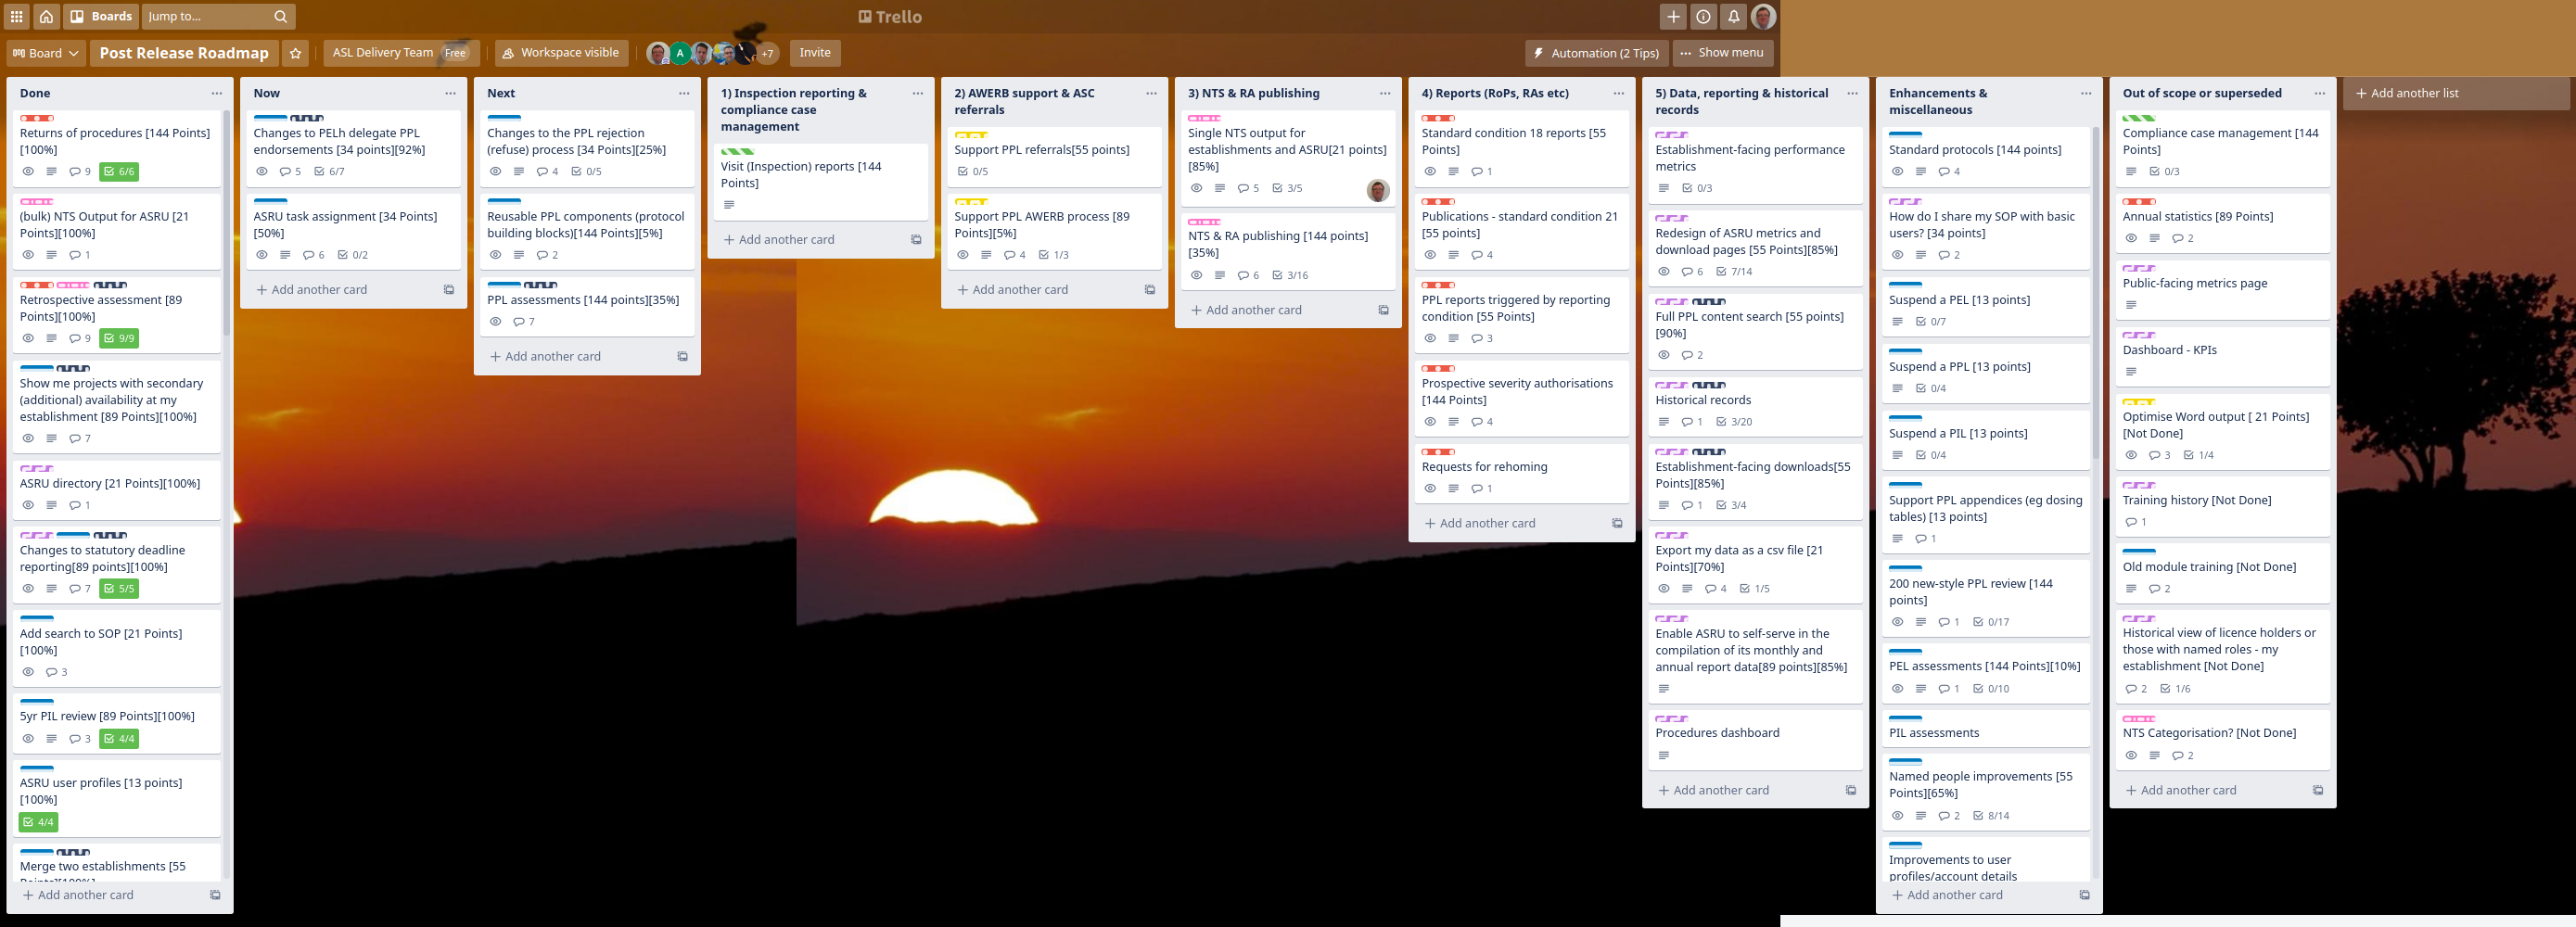 Boards
Jump to...
Trello
Board
Post Release Roadmap
ASL Delivery Team Free
Workspace visible
A
+7
Invite
Automation (2 Tips)
Show menu
Done
Returns of procedures [144 Points]
[100%]
9 6/6
(bulk) NTS Output for ASRU [21
Points][100%]
1
Retrospective assessment [89
Points][100%]
9 9/9
Show me projects with secondary
(additional) availability at my
establishment [89 Points][100%]
7
ASRU directory [21 Points][100%]
1
Changes to statutory deadline
reporting[89 points][100%]
7 5/5
Add search to SOP [21 Points]
[100%]
3
5yr PIL review [89 Points][100%]
3 4/4
ASRU user profiles [13 points]
[100%]
4/4
Merge two establishments [55
Points][100%]
+ Add another card
Now
Changes to PELh delegate PPL
endorsements [34 points][92%]
5 6/7
ASRU task assignment [34 Points]
[50%]
6 0/2
+ Add another card
Next
Changes to the PPL rejection
(refuse) process [34 Points][25%]
4 0/5
Reusable PPL components (protocol
building blocks)[144 Points][5%]
2
PPL assessments [144 points][35%]
7
+ Add another card
1) Inspection reporting &
compliance case
management
Visit (Inspection) reports [144
Points]
+ Add another card
2) AWERB support & ASC
referrals
Support PPL referrals[55 points]
0/5
Support PPL AWERB process [89
Points][5%]
4 1/3
+ Add another card
3) NTS & RA publishing
Single NTS output for
establishments and ASRU[21 points]
[85%]
5 3/5
NTS & RA publishing [144 points]
[35%]
6 3/16
+ Add another card
4) Reports (RoPs, RAs etc)
Standard condition 18 reports [55
Points]
1
Publications - standard condition 21
[55 points]
4
PPL reports triggered by reporting
condition [55 Points]
3
Prospective severity authorisations
[144 Points]
4
Requests for rehoming
1
+ Add another card
5) Data, reporting & historical
records
Establishment-facing performance
metrics
0/3
Redesign of ASRU metrics and
download pages [55 Points][85%]
6 7/14
Full PPL content search [55 points]
[90%]
2
Historical records
1 3/20
Establishment-facing downloads[55
Points][85%]
1 3/4
Export my data as a csv file [21
Points][70%]
4 1/5
Enable ASRU to self-serve in the
compilation of its monthly and
annual report data[89 points][85%]
Procedures dashboard
+ Add another card
Enhancements &
miscellaneous
Standard protocols [144 points]
4
How do I share my SOP with basic
users? [34 points]
2
Suspend a PEL [13 points]
0/7
Suspend a PPL [13 points]
0/4
Suspend a PIL [13 points]
0/4
Support PPL appendices (eg dosing
tables) [13 points]
1
200 new-style PPL review [144
points]
1 0/17
PEL assessments [144 Points][10%]
1 0/10
PIL assessments
Named people improvements [55
Points][65%]
2 8/14
Improvements to user
profiles/account details
+ Add another card
Out of scope or superseded
Compliance case management [144
Points]
0/3
Annual statistics [89 Points]
2
Public-facing metrics page
Dashboard - KPIs
Optimise Word output [ 21 Points]
[Not Done]
3 1/4
Training history [Not Done]
1
Old module training [Not Done]
2
Historical view of licence holders or
those with named roles - my
establishment [Not Done]
2 1/6
NTS Categorisation? [Not Done]
2
+ Add another card
+ Add another list